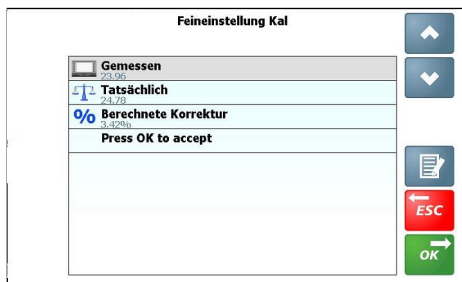 Feineinstellung Kal
Gemessen
23.96
Tatsächlich
24.78
% Berechnete Korrektur
3.42%
Press OK to accept
ESC
OK